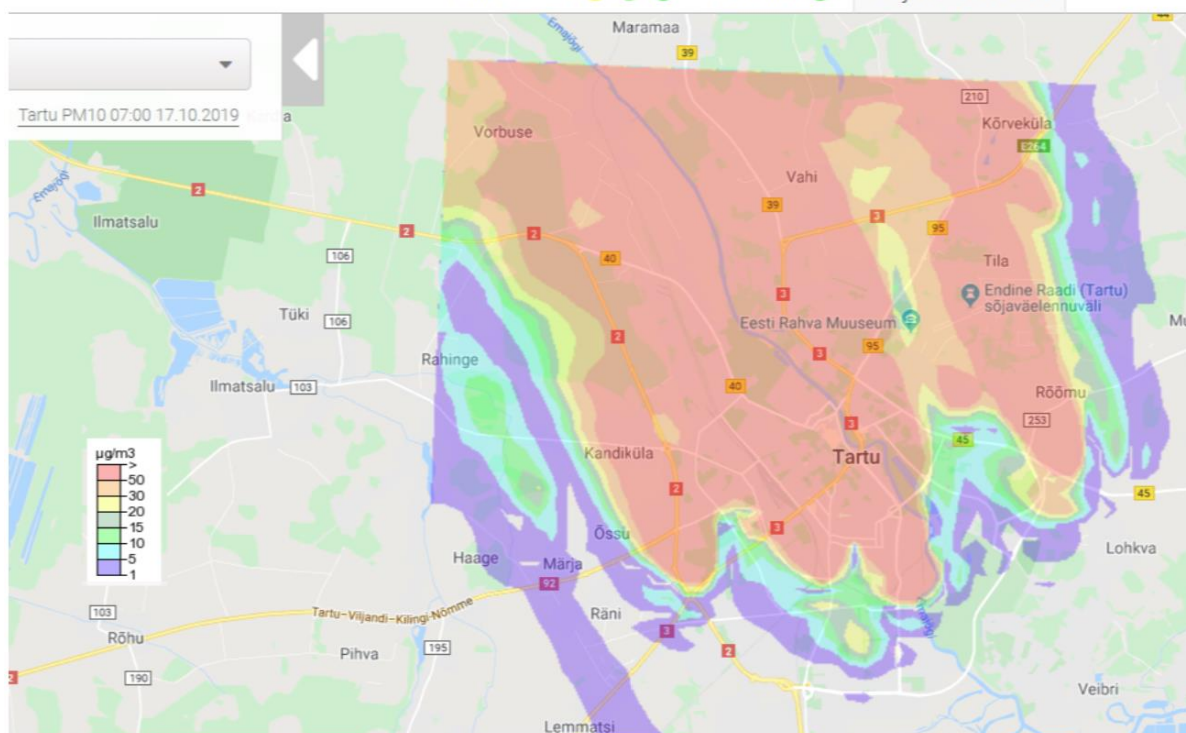 Maramaa
Emajõgi
44
39
Tartu PM10 07:00 17.10.2019
210
Kõrveküla
Vorbuse
E264
Vahi
Emajõgi
2
39
3
Ilmatsalu
2
2
95
40
106
Tila
Endine Raadi (Tartu)
sõjaväelennuväli
3
Tüki
106
Eesti Rahva Muuseum
2
95
3
Rahinge
Ilmatsalu
103
40
Rõõmu
253
3
45
µg/m3
>
50
30
20
15
10
5
1
Kandiküla
Tartu
2
45
Õssu
3
Lohkva
Haage
Märja
92
103
Tartu-Viljandi-Kilingi-Nõmme
Räni
Emajõgi
Rõhu
3
195
Pihva
2
2
190
Veibri
Lemmatsi